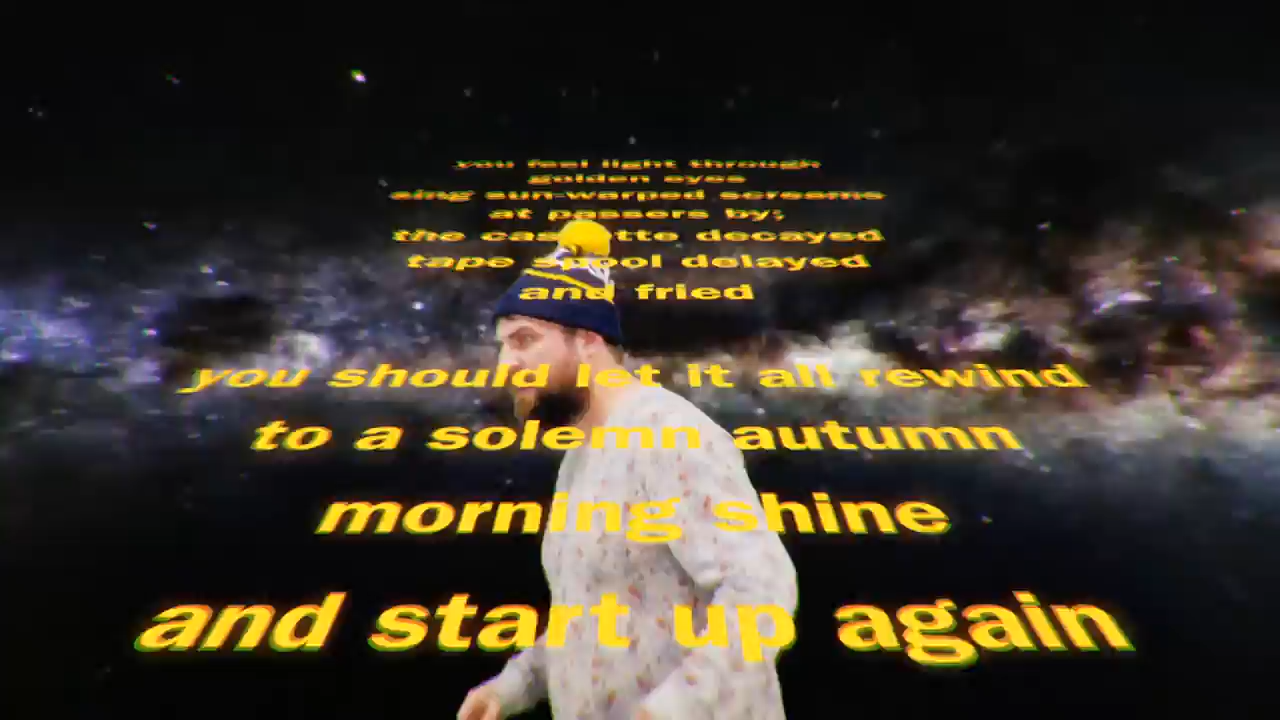 you feel light through
golden eyes
sing sun-warped screems
at passers by;
the cassette decayed
tape spool delayed
and fried
you should let it all rewind
to a solemn autumn
morning shine
and start up again